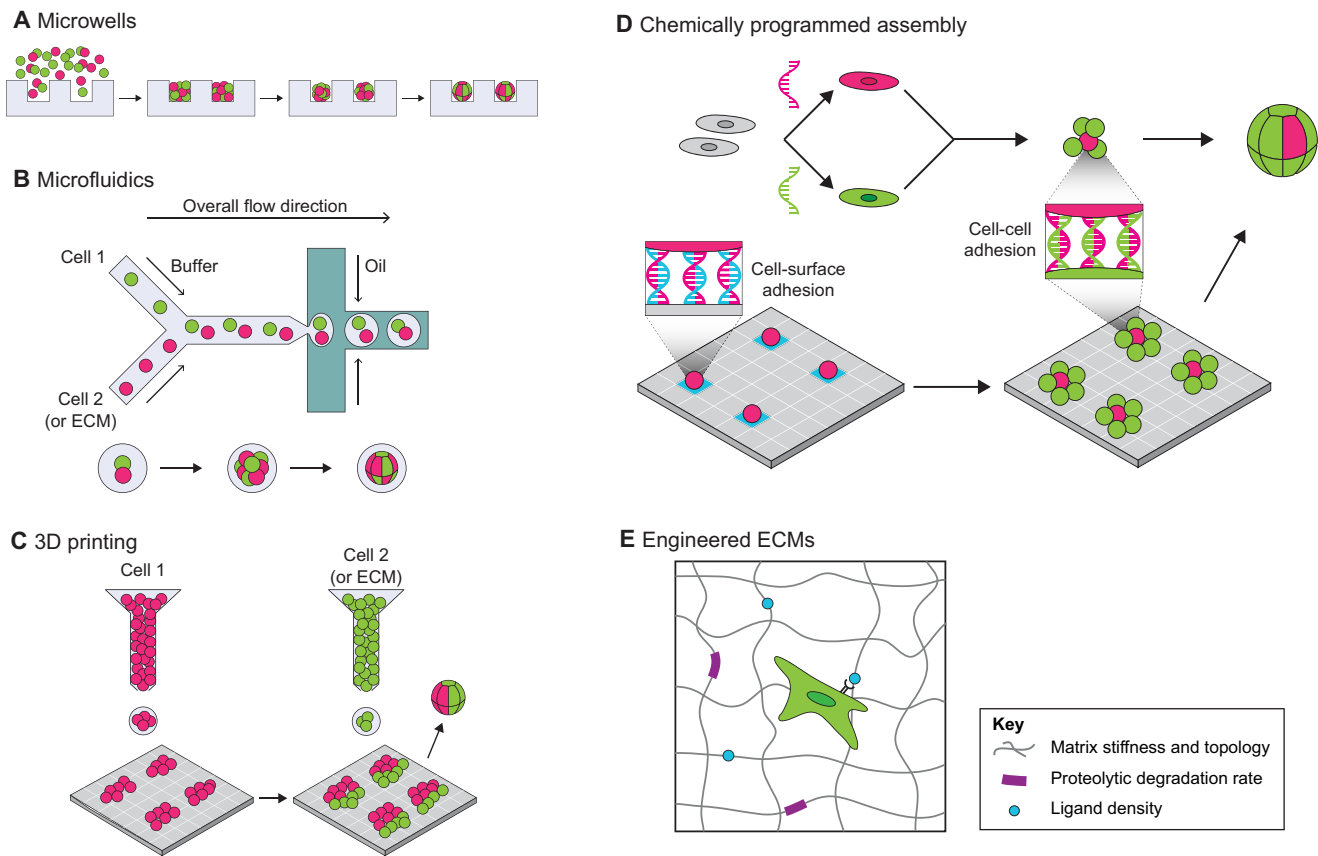 A Microwells
B Microfluidics
Overall flow direction
Cell 1
Buffer
Oil
Cell 2
(or ECM)
C 3D printing
Cell 1
Cell 2
(or ECM)
D Chemically programmed assembly
Cell-surface
adhesion
Cell-cell
adhesion
E Engineered ECMs
Key
Matrix stiffness and topology
Proteolytic degradation rate
Ligand density